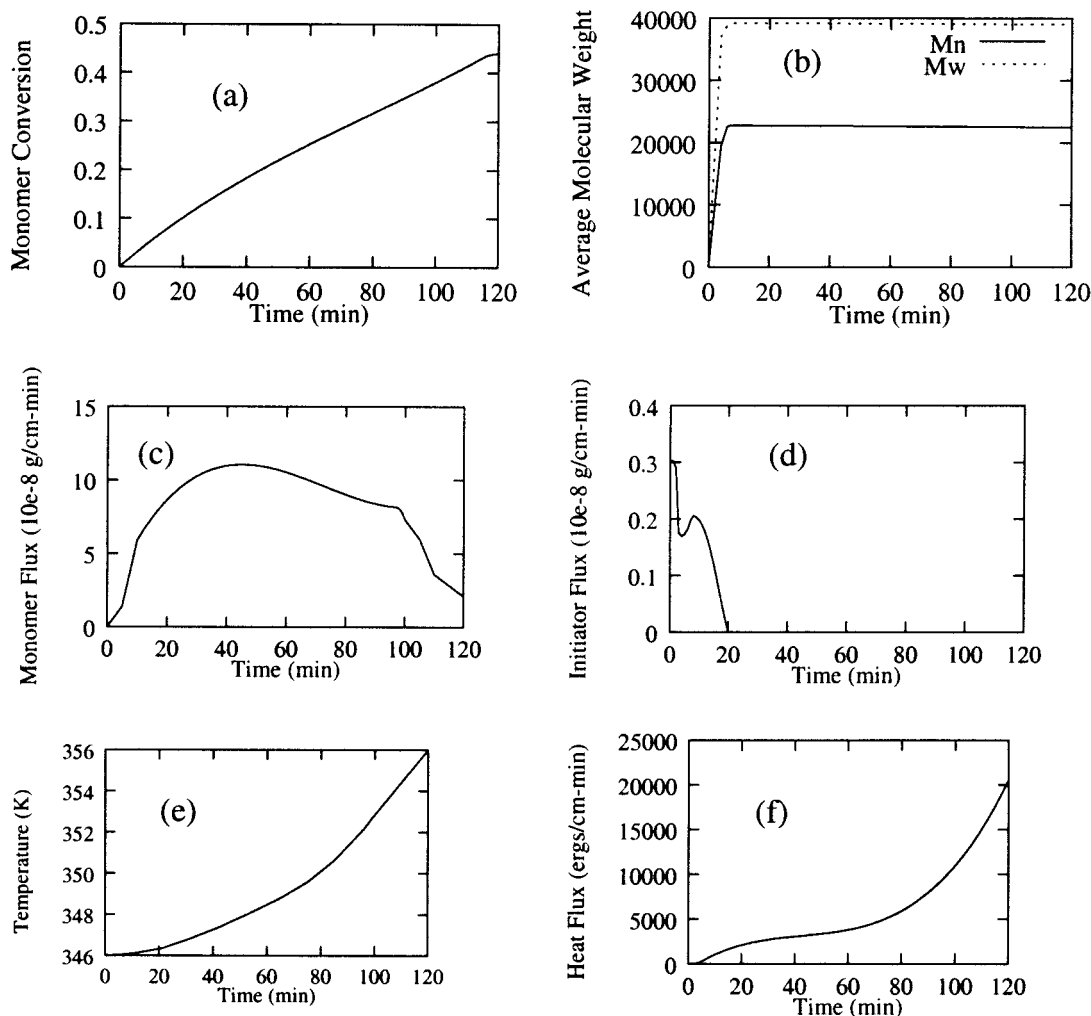 Monomer Conversion
0.5
0.4
0.3
0.2
0.1
0
(a)
0 20 40 60 80 100 120
Time (min)
Average Molecular Weight
40000
30000
20000
10000
0
(b)
Mn
Mw
0 20 40 60 80 100 120
Time (min)
Monomer Flux (10e-8 g/cm-min)
15
10
5
0
(c)
0 20 40 60 80 100 120
Time (min)
Initiator Flux (10e-8 g/cm-min)
0.4
0.3
0.2
0.1
0
(d)
0 20 40 60 80 100 120
Time (min)
Temperature (K)
356
354
352
350
348
346
(e)
0 20 40 60 80 100 120
Time (min)
Heat Flux (ergs/cm-min)
25000
20000
15000
10000
5000
0
(f)
0 20 40 60 80 100 120
Time (min)